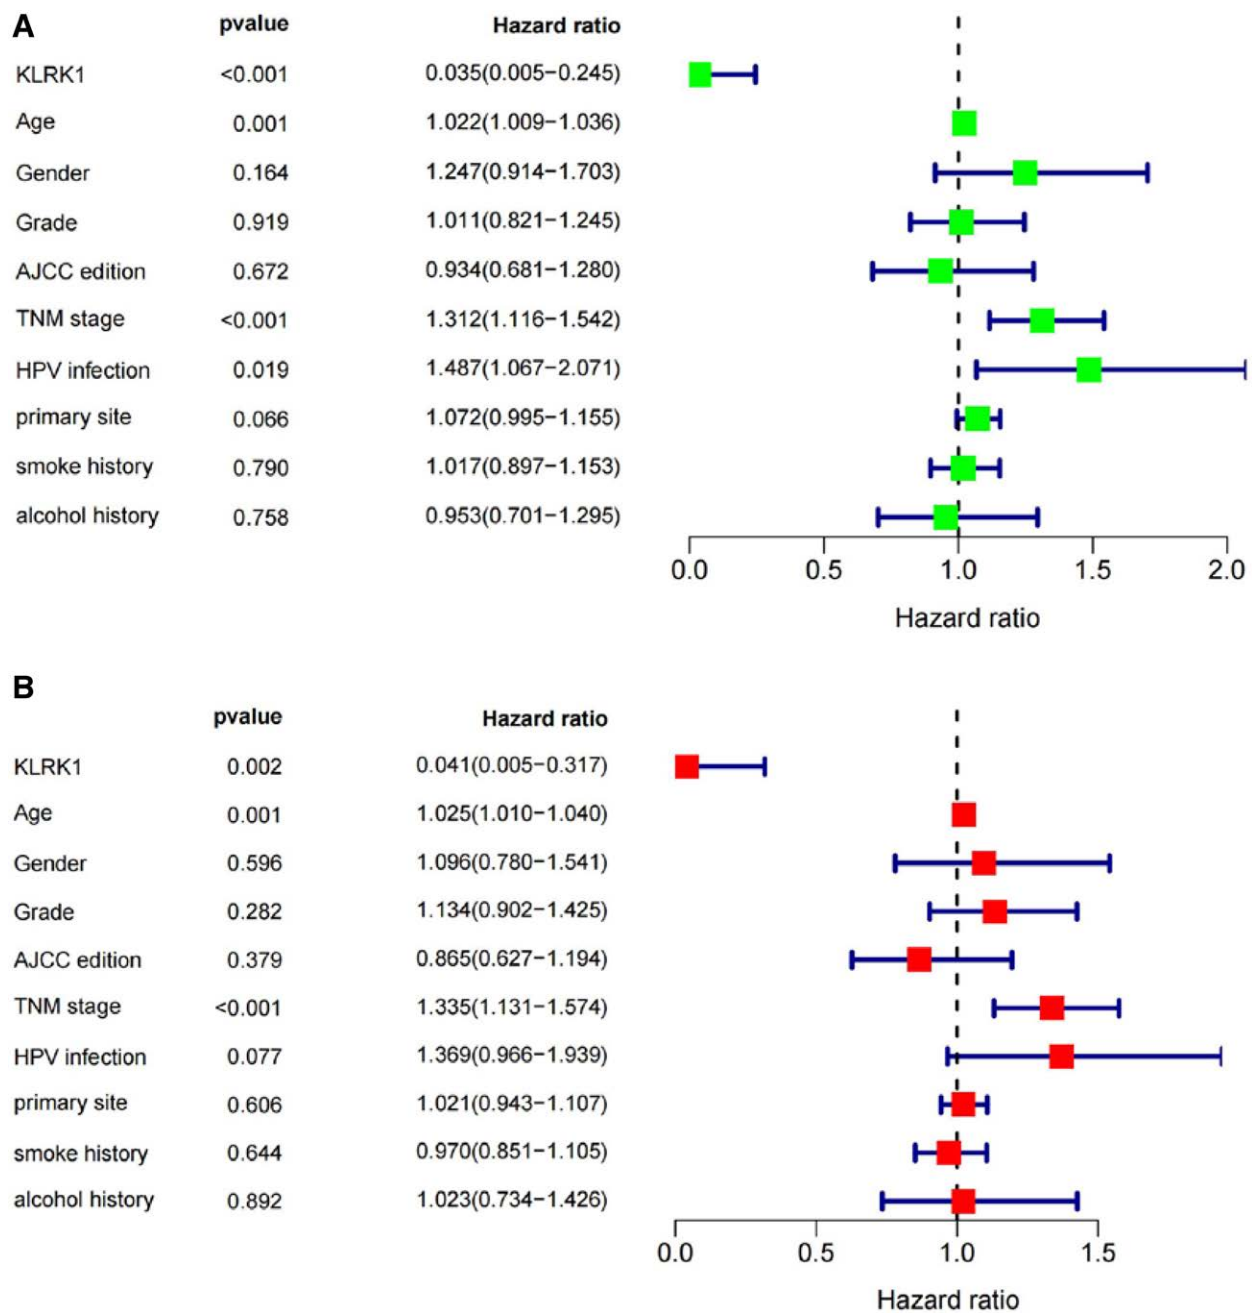 A
pvalue Hazard ratio
KLRK1 <0.001 0.035(0.005−0.245)
Age 0.001 1.022(1.009−1.036)
Gender 0.164 1.247(0.914−1.703)
Grade 0.919 1.011(0.821−1.245)
AJCC edition 0.672 0.934(0.681−1.280)
TNM stage <0.001 1.312(1.116−1.542)
HPV infection 0.019 1.487(1.067−2.071)
primary site 0.066 1.072(0.995−1.155)
smoke history 0.790 1.017(0.897−1.153)
alcohol history 0.758 0.953(0.701−1.295)
0.0 0.5 1.0 1.5 2.0
Hazard ratio
B
pvalue Hazard ratio
KLRK1 0.002 0.041(0.005−0.317)
Age 0.001 1.025(1.010−1.040)
Gender 0.596 1.096(0.780−1.541)
Grade 0.282 1.134(0.902−1.425)
AJCC edition 0.379 0.865(0.627−1.194)
TNM stage <0.001 1.335(1.131−1.574)
HPV infection 0.077 1.369(0.966−1.939)
primary site 0.606 1.021(0.943−1.107)
smoke history 0.644 0.970(0.851−1.105)
alcohol history 0.892 1.023(0.734−1.426)
0.0 0.5 1.0 1.5
Hazard ratio